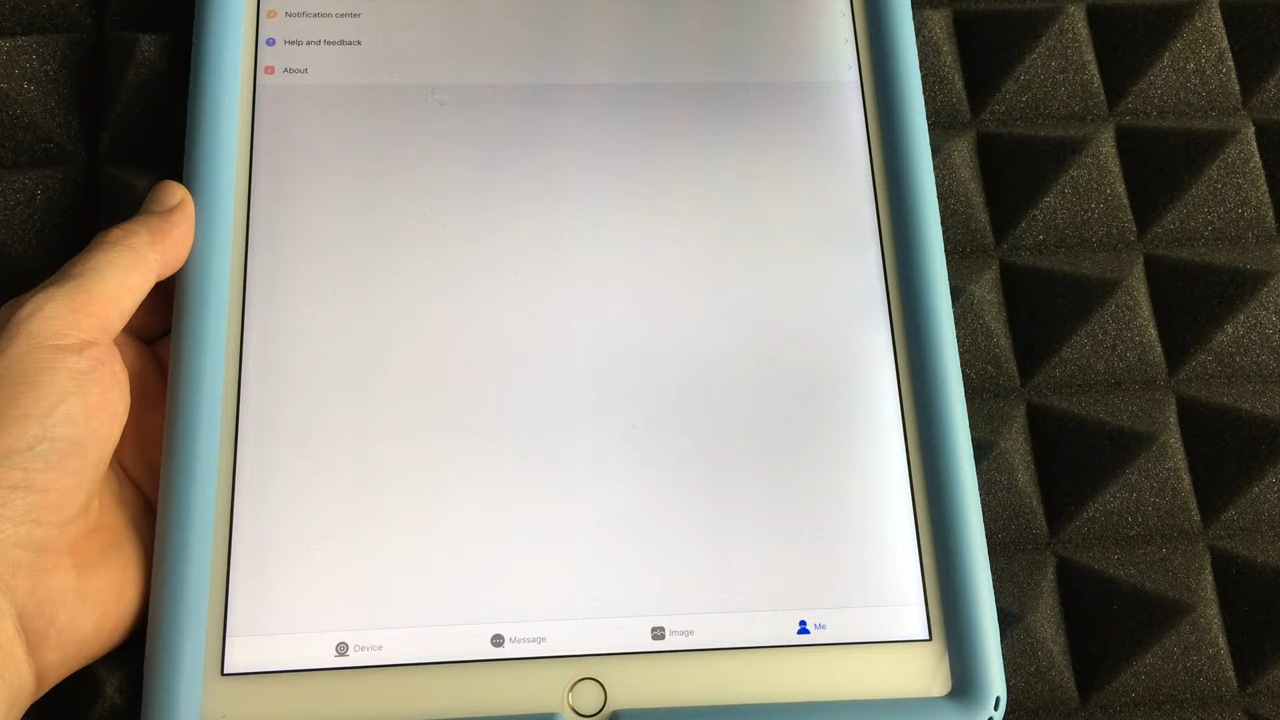 Notification center
Help and feedback
About
Device
Message
Image
Me